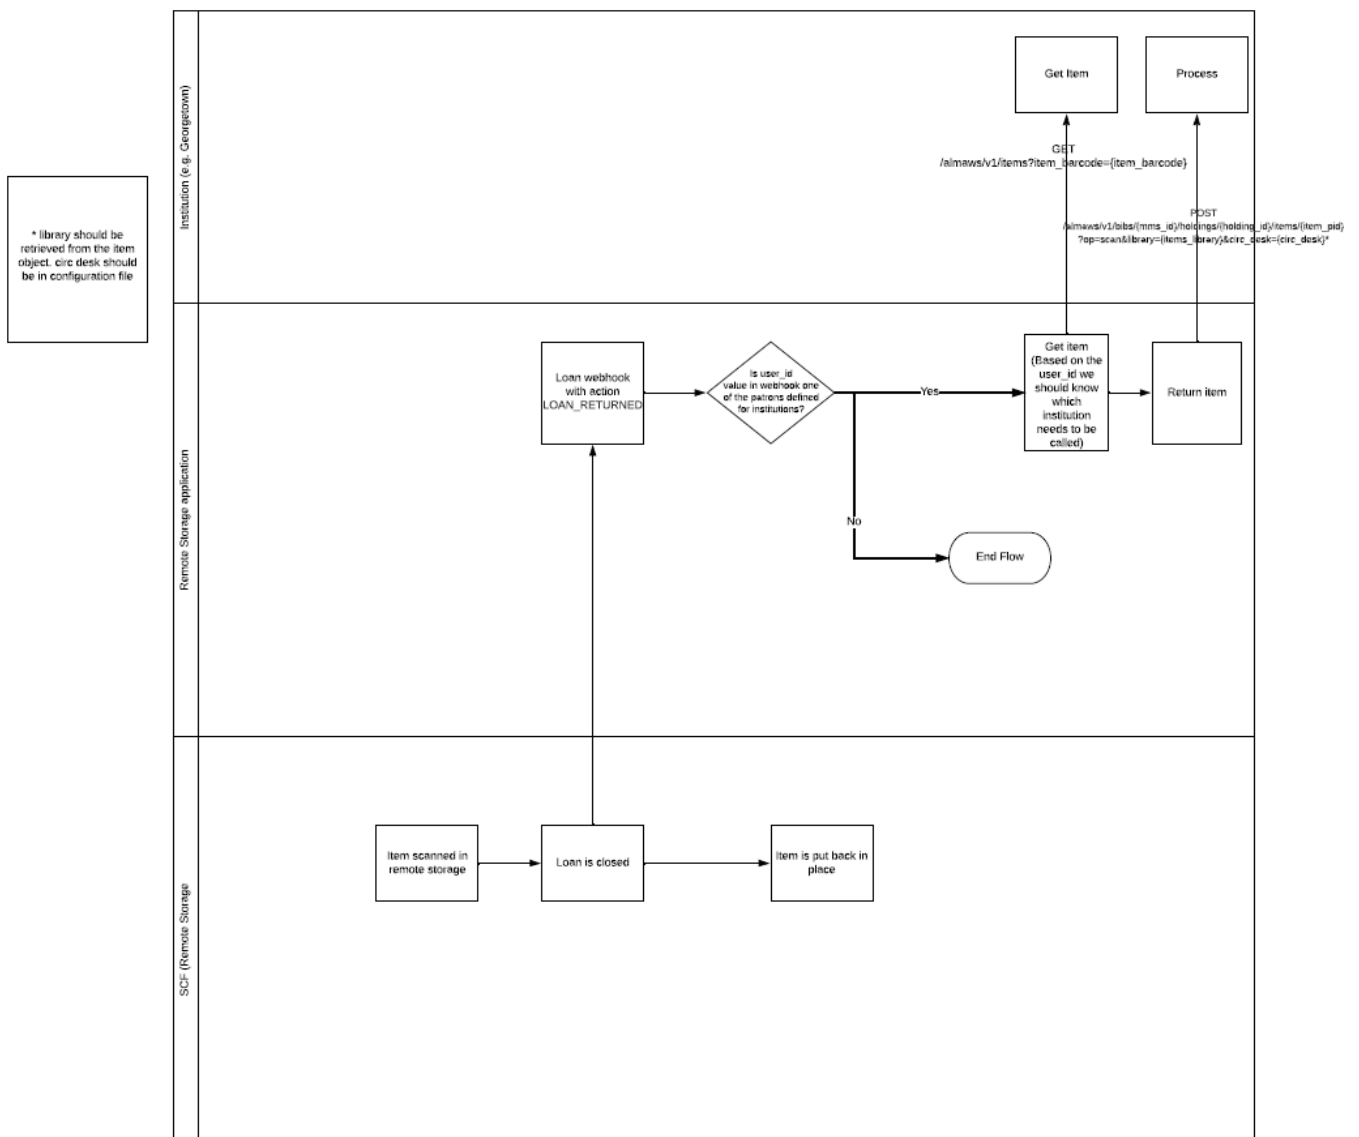 Institution (e.g. Georgetown)
Get Item
Process
GET
/almaws/v1/items?item_barcode={item_barcode}
POST
/almaws/v1/bibs/{mms_id}/holdings/{holding_id}/items/{item_pid}
?op=scan&library={items_library}&circ_desk={circ_desk}*
* library should be
retrieved from the item
object. circ desk should
be in configuration file
Remote Storage application
Loan webhook
with action
LOAN_RETURNED
Is user_id
value in webhook one
of the patrons defined
for institutions?
Yes
Get item
(Based on the
user_id we
should know
which
institution
needs to be
called)
Return item
No
End Flow
SCF (Remote Storage
Item scanned in
remote storage
Loan is closed
Item is put back in
place